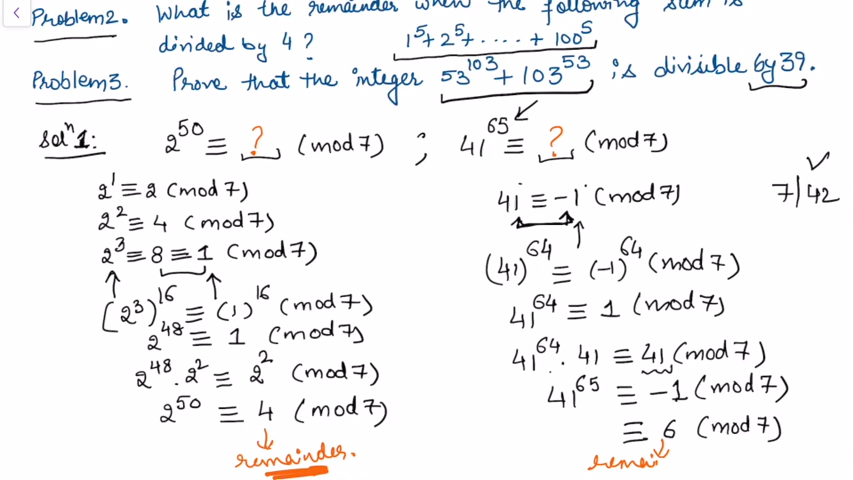 Problem2. What is the remainder when the following sum is
divided by 4 ? 1⁵+2⁵+.....+100⁵
Problem3. Prove that the integer 53¹⁰³+103⁵³ is divisible by 39.
Solⁿ1: 2⁵⁰ ≡ ? (mod 7) ; 41⁶⁵ ≡ ? (mod 7)
2¹ ≡ 2 (mod 7)
2² ≡ 4 (mod 7)
2³ ≡ 8 ≡ 1 (mod 7)
(2³)¹⁶ ≡ (1)¹⁶ (mod 7)
2⁴⁸ ≡ 1 (mod 7)
2⁴⁸.2² ≡ 2² (mod 7)
2⁵⁰ ≡ 4 (mod 7)
remainder.
41 ≡ -1 (mod 7) 7|42
(41)⁶⁴ ≡ (-1)⁶⁴ (mod 7)
41⁶⁴ ≡ 1 (mod 7)
41⁶⁴.41 ≡ 41 (mod 7)
41⁶⁵ ≡ -1 (mod 7)
≡ 6 (mod 7)
remai